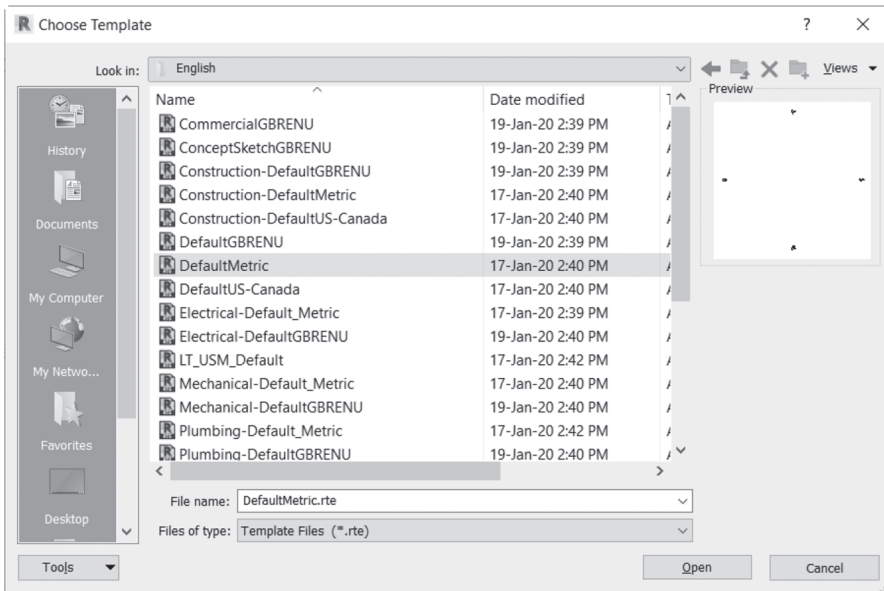 R Choose Template ? ×
Look in: English Views
Name Date modified
CommercialGBRENU 19-Jan-20 2:39 PM
ConceptSketchGBRENU 19-Jan-20 2:39 PM
Construction-DefaultGBRENU 19-Jan-20 2:39 PM
Construction-DefaultMetric 17-Jan-20 2:40 PM
Construction-DefaultUS-Canada 17-Jan-20 2:40 PM
DefaultGBRENU 19-Jan-20 2:39 PM
DefaultMetric 17-Jan-20 2:40 PM
DefaultUS-Canada 17-Jan-20 2:40 PM
Electrical-Default_Metric 17-Jan-20 2:39 PM
Electrical-DefaultGBRENU 19-Jan-20 2:40 PM
LT_USM_Default 17-Jan-20 2:42 PM
Mechanical-Default_Metric 17-Jan-20 2:40 PM
Mechanical-DefaultGBRENU 19-Jan-20 2:40 PM
Plumbing-Default_Metric 17-Jan-20 2:42 PM
Plumbing-DefaultGBRENU 19-Jan-20 2:40 PM
History
Documents
My Computer
My Netwo...
Favorites
Desktop
Preview
File name: DefaultMetric.rte
Files of type: Template Files (*.rte)
Tools Open Cancel